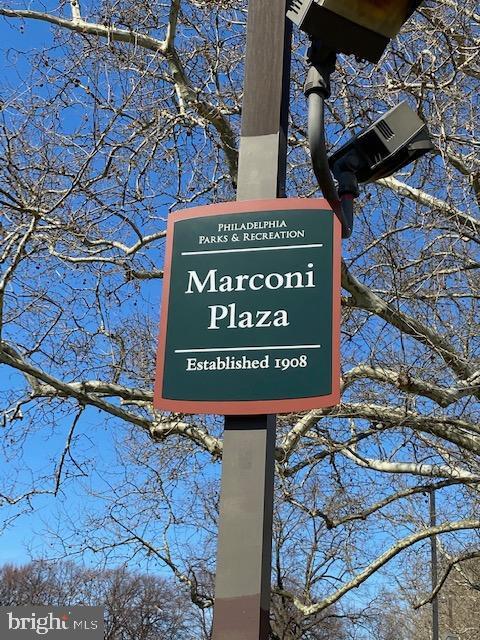 Philadelphia
Parks & Recreation
Marconi
Plaza
Established 1908
bright MLS